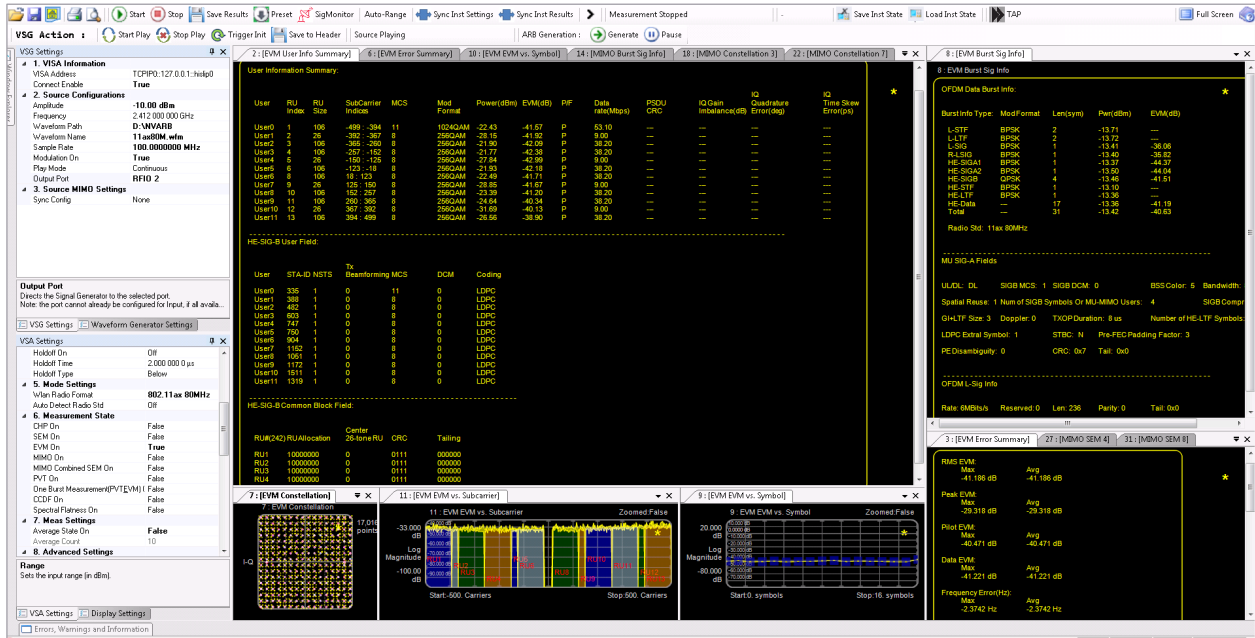 Start Stop Save Results Preset SigMonitor Auto-Range Sync Inst Settings Sync Inst Results Measurement Stopped Save Inst State Load Inst State TAP Full Screen
VSG Action : Start Play Stop Play Trigger Init Save to Header Source Playing ARB Generation : Generate Pause
VSG Settings
1. VISA Information
VISA Address TCPIP0::127.0.0.1::hislip0
Connect Enable True
2. Source Configurations
Amplitude -10.00 dBm
Frequency 2.412 000 000 GHz
Waveform Path D:\NVARB
Waveform Name 11ax80M.wfm
Sample Rate 100.0000000 MHz
Modulation On True
Play Mode Continuous
Output Port RFIO 2
3. Source MIMO Settings
Sync Config None
Output Port
Directs the Signal Generator to the selected port.
Note: the port cannot already be configured for Input, if all availa...
VSG Settings Waveform Generator Settings
VSA Settings
Holdoff On Off
Holdoff Time 2.000 000 0 µs
Holdoff Type Below
5. Mode Settings
Wlan Radio Format 802.11ax 80MHz
Auto Detect Radio Std Off
6. Measurement State
CHP On False
SEM On False
EVM On True
MIMO On False
MIMO Combined SEM On False
PVT On False
One Burst Measurement(PVT,EVM) ( False
CCDF On False
Spectral Flatness On False
7. Meas Settings
Average State On False
Average Count 10
8. Advanced Settings
Range
Sets the input range (in dBm).
VSA Settings Display Settings
Errors, Warnings and Information
2 : [EVM User Info Summary] 6 : [EVM Error Summary] 10 : [EVM EVM vs. Symbol] 14 : [MIMO Burst Sig Info] 18 : [MIMO Constellation 3] 22 : [MIMO Constellation 7]
User Information Summary:
User RU Index RU Size SubCarrier Indices MCS Mod Format Power(dBm) EVM(dB) P/F Data rate(Mbps) PSDU CRC IQ Gain Imbalance(dB) IQ Quadrature Error(deg) IQ Time Skew Error(ps)
User0 1 106 -499 : -394 11 1024QAM -22.43 -41.57 P 53.10 --- --- --- ---
User1 2 26 -392 : -367 8 256QAM -28.15 -41.92 P 9.00 --- --- --- ---
User2 3 106 -365 : -260 8 256QAM -21.90 -42.09 P 38.20 --- --- --- ---
User3 4 106 -257 : -152 8 256QAM -21.77 -42.38 P 38.20 --- --- --- ---
User4 5 26 -150 : -125 8 256QAM -27.84 -42.99 P 9.00 --- --- --- ---
User5 6 106 -123 : -18 8 256QAM -21.93 -42.18 P 38.20 --- --- --- ---
User6 8 106 18 : 123 8 256QAM -22.49 -41.71 P 38.20 --- --- --- ---
User7 9 26 125 : 150 8 256QAM -28.85 -41.67 P 9.00 --- --- --- ---
User8 10 106 152 : 257 8 256QAM -23.39 -41.20 P 38.20 --- --- --- ---
User9 11 106 260 : 365 8 256QAM -24.64 -40.34 P 38.20 --- --- --- ---
User10 12 26 367 : 392 8 256QAM -31.69 -40.13 P 9.00 --- --- --- ---
User11 13 106 394 : 499 8 256QAM -26.56 -38.90 P 38.20 --- --- --- ---
HE-SIG-B User Field:
User STA-ID NSTS Tx Beamforming MCS DCM Coding
User0 335 1 0 11 0 LDPC
User1 388 1 0 8 0 LDPC
User2 482 1 0 8 0 LDPC
User3 603 1 0 8 0 LDPC
User4 747 1 0 8 0 LDPC
User5 750 1 0 8 0 LDPC
User6 904 1 0 8 0 LDPC
User7 1152 1 0 8 0 LDPC
User8 1051 1 0 8 0 LDPC
User9 1172 1 0 8 0 LDPC
User10 1511 1 0 8 0 LDPC
User11 1319 1 0 8 0 LDPC
HE-SIG-B Common Block Field:
RU#(242) RU Allocation Center 26-tone RU CRC Tailing
RU1 10000000 0 0111 000000
RU2 10000000 0 0111 000000
RU3 10000000 0 0111 000000
RU4 10000000 0 0111 000000
7 : [EVM Constellation]
7 : EVM Constellation
17,016 points
I-Q
11 : [EVM EVM vs. Subcarrier]
11 : EVM EVM vs. Subcarrier Zoomed:False
-33.000 dB
Log Magnitude
-100.00 dB
Start:-500. Carriers Stop:500. Carriers
9 : [EVM EVM vs. Symbol]
9 : EVM EVM vs. Symbol Zoomed:False
20.000 dB
Log Magnitude
-80.000 dB
Start:0. symbols Stop:16. symbols
8 : [EVM Burst Sig Info]
8 : EVM Burst Sig Info
OFDM Data Burst Info:
Burst Info Type: Mod Format Len(sym) Pwr(dBm) EVM(dB)
L-STF BPSK 2 -13.71 ---
L-LTF BPSK 2 -13.72 ---
L-SIG BPSK 1 -13.41 -36.06
R-LSIG BPSK 1 -13.40 -35.82
HE-SIGA1 BPSK 1 -13.37 -44.37
HE-SIGA2 BPSK 1 -13.50 -44.04
HE-SIGB QPSK 4 -13.46 -41.51
HE-STF BPSK 1 -13.10 ---
HE-LTF BPSK 1 -13.36 ---
HE-Data --- 17 -13.36 -41.19
Total --- 31 -13.42 -40.63
Radio Std: 11ax 80MHz
MU SIG-A Fields
UL/DL: DL SIGB MCS: 1 SIGB DCM: 0 BSS Color: 5 Bandwidth:
Spatial Reuse: 1 Num of SIGB Symbols Or MU-MIMO Users: 4 SIGB Compr
GI+LTF Size: 3 Doppler: 0 TXOP Duration: 8 us Number of HE-LTF Symbols:
LDPC Extral Symbol: 1 STBC: N Pre-FEC Padding Factor: 3
PE Disambiguity: 0 CRC: 0x7 Tail: 0x0
OFDM L-Sig Info
Rate: 6MBits/s Reserved: 0 Len: 236 Parity: 0 Tail: 0x0
3 : [EVM Error Summary] 27 : [MIMO SEM 4] 31 : [MIMO SEM 8]
RMS EVM:
Max Avg
-41.186 dB -41.186 dB
Peak EVM:
Max Avg
-29.318 dB -29.318 dB
Pilot EVM:
Max Avg
-40.471 dB -40.471 dB
Data EVM:
Max Avg
-41.221 dB -41.221 dB
Frequency Error(Hz):
Max Avg
-2.3742 Hz -2.3742 Hz